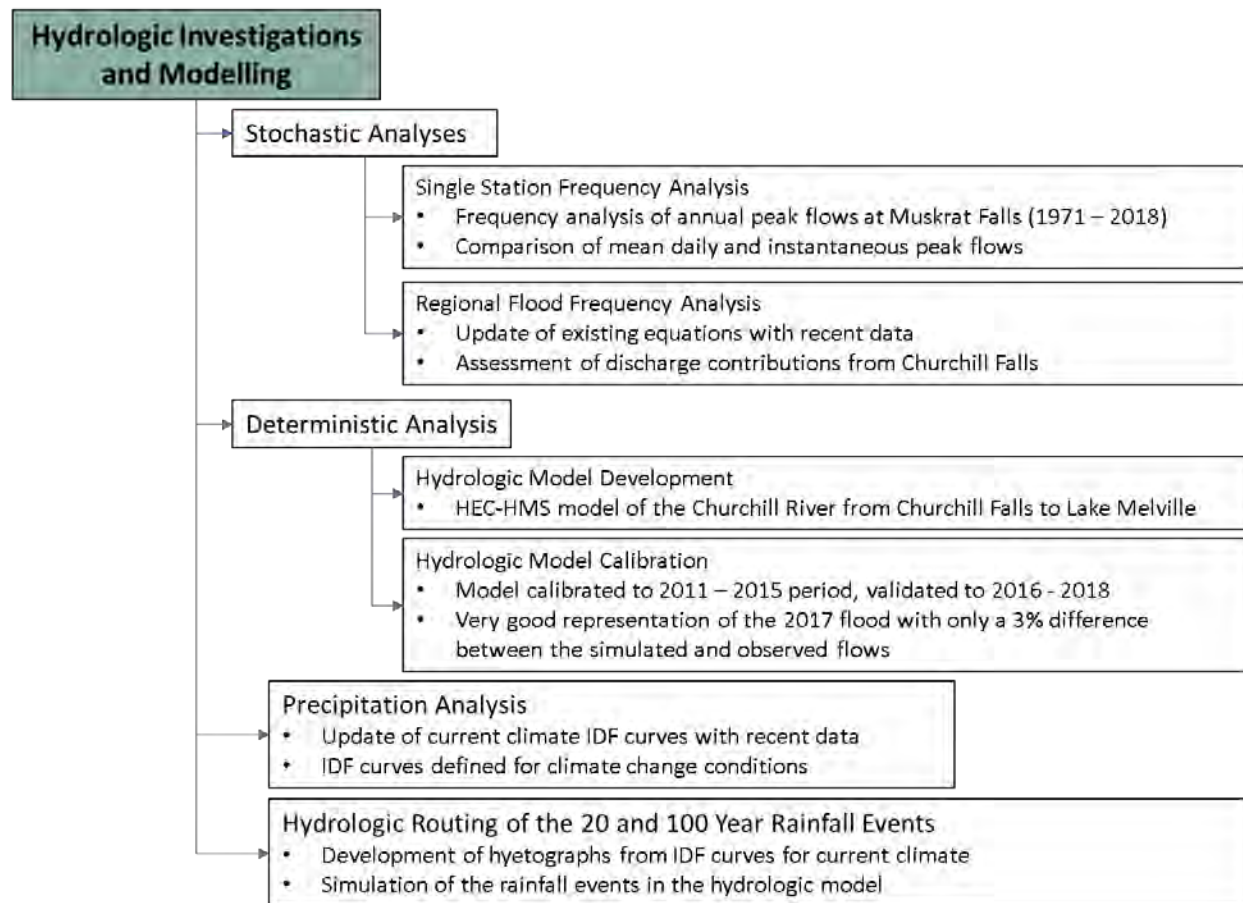 Hydrologic Investigations
and Modelling
Stochastic Analyses
Single Station Frequency Analysis
• Frequency analysis of annual peak flows at Muskrat Falls (1971 – 2018)
• Comparison of mean daily and instantaneous peak flows
Regional Flood Frequency Analysis
• Update of existing equations with recent data
• Assessment of discharge contributions from Churchill Falls
Deterministic Analysis
Hydrologic Model Development
• HEC-HMS model of the Churchill River from Churchill Falls to Lake Melville
Hydrologic Model Calibration
• Model calibrated to 2011 – 2015 period, validated to 2016 - 2018
• Very good representation of the 2017 flood with only a 3% difference
between the simulated and observed flows
Precipitation Analysis
• Update of current climate IDF curves with recent data
• IDF curves defined for climate change conditions
Hydrologic Routing of the 20 and 100 Year Rainfall Events
• Development of hyetographs from IDF curves for current climate
• Simulation of the rainfall events in the hydrologic model